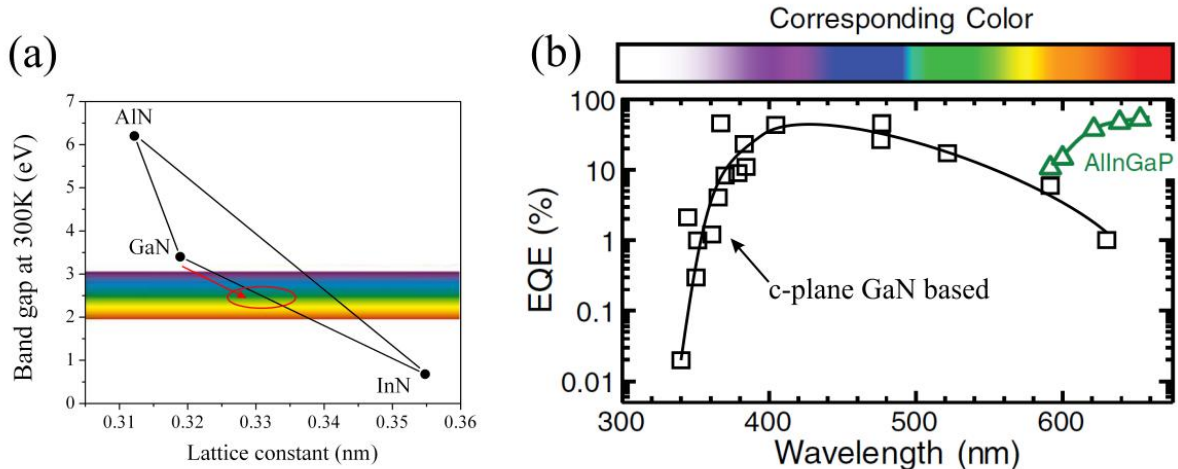 (a)
Band gap at 300K (eV)
7
6
5
4
3
2
1
0
AlN
GaN
InN
0.31 0.32 0.33 0.34 0.35 0.36
Lattice constant (nm)
(b)
Corresponding Color
EQE (%)
100
10
1
0.1
0.01
AlInGaP
c-plane GaN based
300 400 500 600
Wavelength (nm)